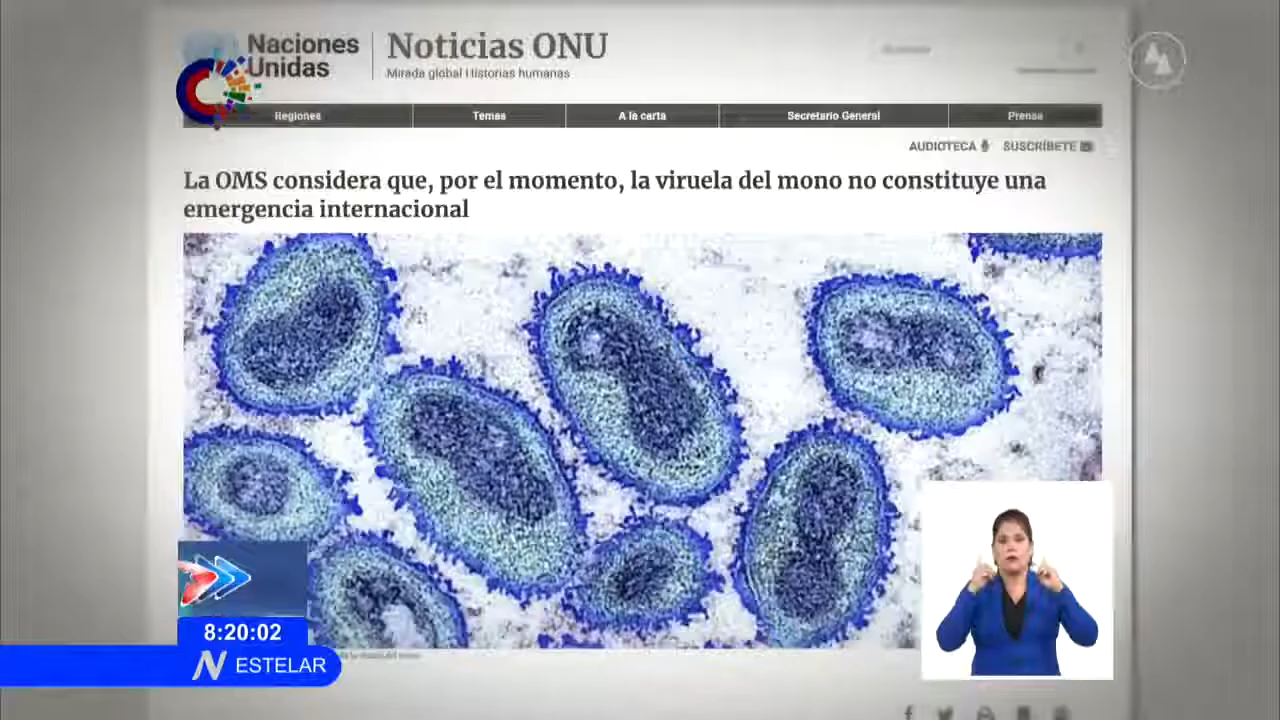 Naciones
Unidas
Noticias ONU
Mirada global Historias humanas
Regiones
Temas
A la carta
Secretario General
Prensa
AUDIOTECA
SUSCRÍBETE
La OMS considera que, por el momento, la viruela del mono no constituye una
emergencia internacional
8:20:02
N ESTELAR